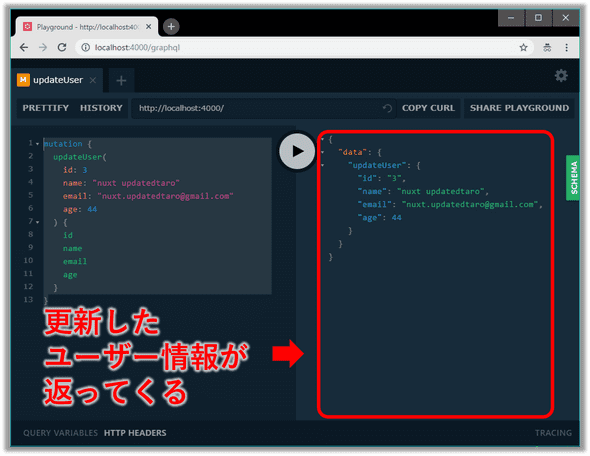 Playground - http://localhost:400
localhost:4000/graphql
M updateUser
PRETTIFY HISTORY http://localhost:4000/ COPY CURL SHARE PLAYGROUND
1 mutation {
2 updateUser(
3 id: 3
4 name: "nuxt updatedtaro"
5 email: "nuxt.updatedtaro@gmail.com"
6 age: 44
7 ) {
8 id
9 name
10 email
11 age
12 }
13 }
{
"data": {
"updateUser": {
"id": "3",
"name": "nuxt updatedtaro",
"email": "nuxt.updatedtaro@gmail.com",
"age": 44
}
}
}
SCHEMA
更新した
ユーザー情報が
返ってくる
QUERY VARIABLES HTTP HEADERS TRACING